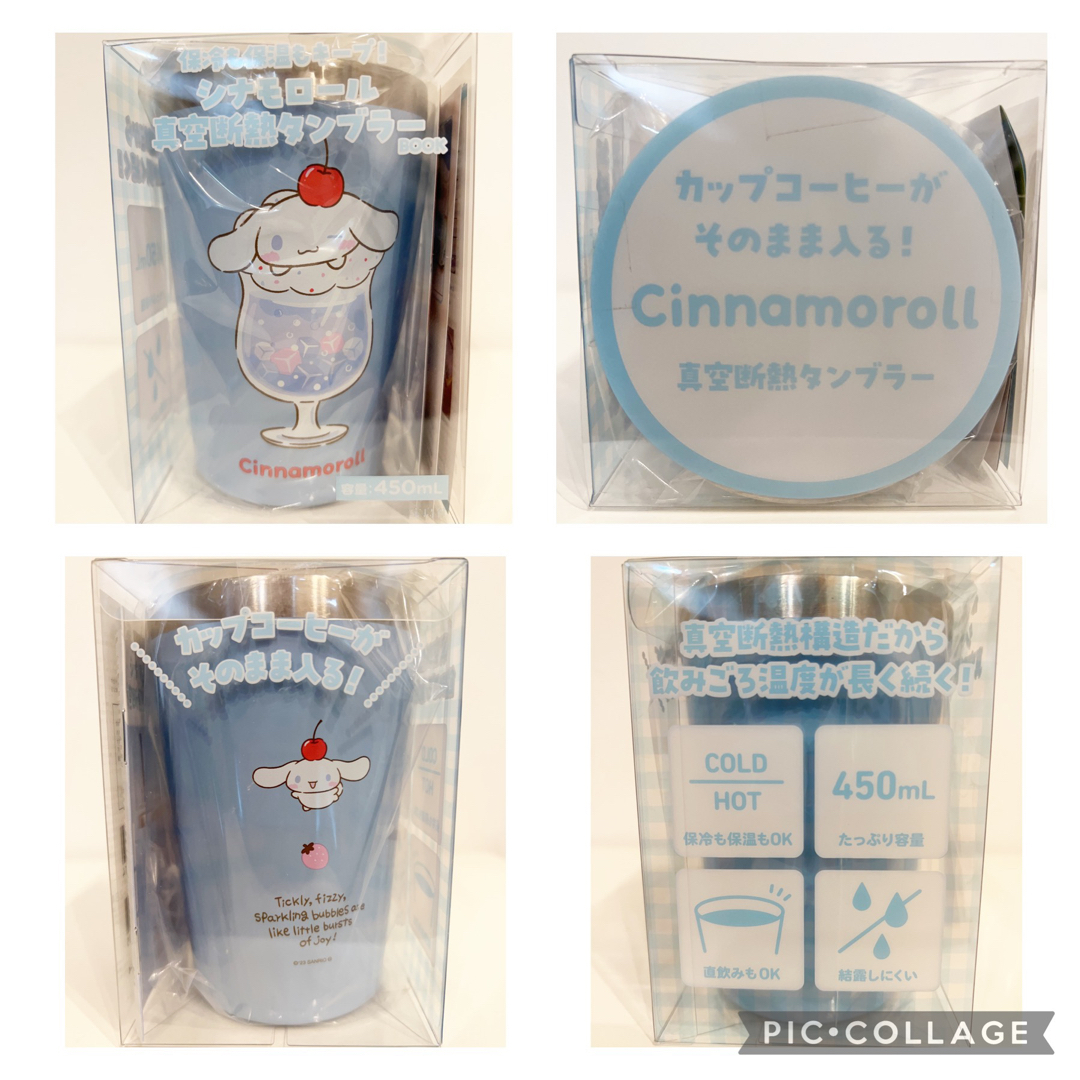 保冷も保温もキープ!
シナモロール
真空断熱タンブラー
BOOK
Cinnamoroll
容量:450mL
カップコーヒーが
そのまま入る!
Cinnamoroll
真空断熱タンブラー
カップコーヒーが
そのまま入る!
Tickly, fizzy,
sparkling bubbles are
like little bursts
of joy!
真空断熱構造だから
飲みごろ温度が長く続く!
COLD
HOT
保冷も保温もOK
450mL
たっぷり容量
直飲みもOK
結露しにくい
PIC•COLLAGE